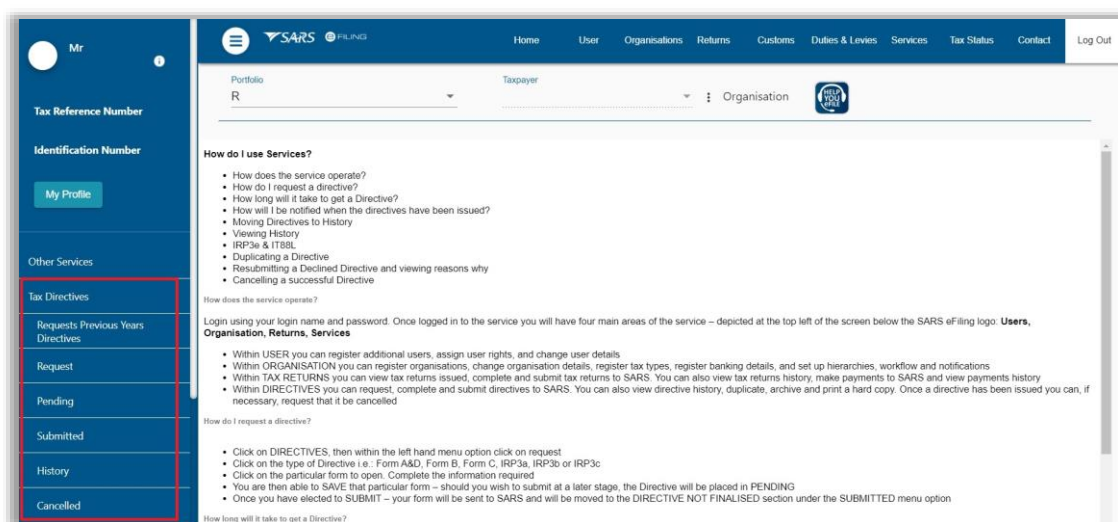 Mr
Tax Reference Number
Identification Number
My Profile
Other Services
Tax Directives
Requests Previous Years
Directives
Request
Pending
Submitted
History
Cancelled
SARS eFILING
Home User Organisations Returns Customs Duties & Levies Services Tax Status Contact Log Out
Portfolio
R
Taxpayer
Organisation
HELP YOU eFILE
How do I use Services?
• How does the service operate?
• How do I request a directive?
• How long will it take to get a Directive?
• How will I be notified when the directives have been issued?
• Moving Directives to History
• Viewing History
• IRP3e & IT88L
• Duplicating a Directive
• Resubmitting a Declined Directive and viewing reasons why
• Cancelling a successful Directive
How does the service operate?
Login using your login name and password. Once logged in to the service you will have four main areas of the service – depicted at the top left of the screen below the SARS eFiling logo: Users,
Organisation, Returns, Services
• Within USER you can register additional users, assign user rights, and change user details
• Within ORGANISATION you can register organisations, change organisation details, register tax types, register banking details, and set up hierarchies, workflow and notifications
• Within TAX RETURNS you can view tax returns issued, complete and submit tax returns to SARS. You can also view tax returns history, make payments to SARS and view payments history
• Within DIRECTIVES you can request, complete and submit directives to SARS. You can also view directive history, duplicate, archive and print a hard copy. Once a directive has been issued you can, if
necessary, request that it be cancelled
How do I request a directive?
• Click on DIRECTIVES, then within the left hand menu option click on request
• Click on the type of Directive i.e.: Form A&D, Form B, Form C, IRP3a, IRP3b or IRP3c
• Click on the particular form to open. Complete the information required
• You are then able to SAVE that particular form – should you wish to submit at a later stage, the Directive will be placed in PENDING
• Once you have elected to SUBMIT – your form will be sent to SARS and will be moved to the DIRECTIVE NOT FINALISED section under the SUBMITTED menu option
How long will it take to get a Directive?